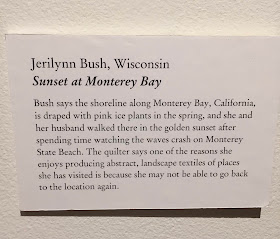 Jerilynn Bush, Wisconsin
Sunset at Monterey Bay
Bush says the shoreline along Monterey Bay, California,
is draped with pink ice plants in the spring, and she and
her husband walked there in the golden sunset after
spending time watching the waves crash on Monterey
State Beach. The quilter says one of the reasons she
enjoys producing abstract, landscape textiles of places
she has visited is because she may not be able to go back
to the location again.